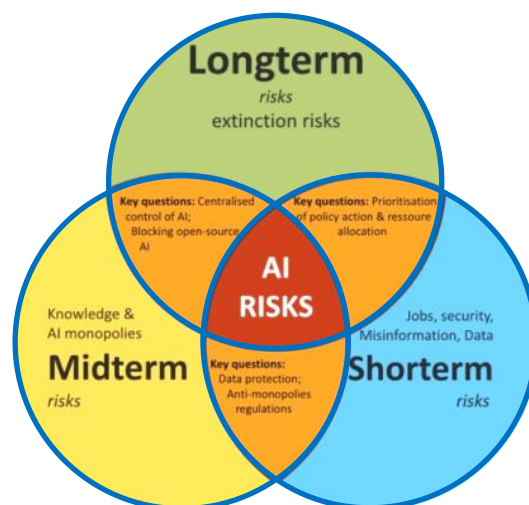 Longterm
risks
extinction risks
Key questions: Centralised
control of AI;
Blocking open-source
AI
Key questions: Prioritisation
of policy action & ressoure
allocation
AI
RISKS
Knowledge &
AI monopolies
Midterm
risks
Jobs, security,
Misinformation, Data
Shorterm
risks
Key questions:
Data protection;
Anti-monopolies
regulations